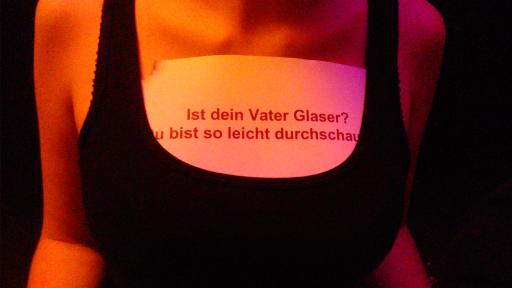 Ist dein Vater Glaser?
u bist so leicht durchschau